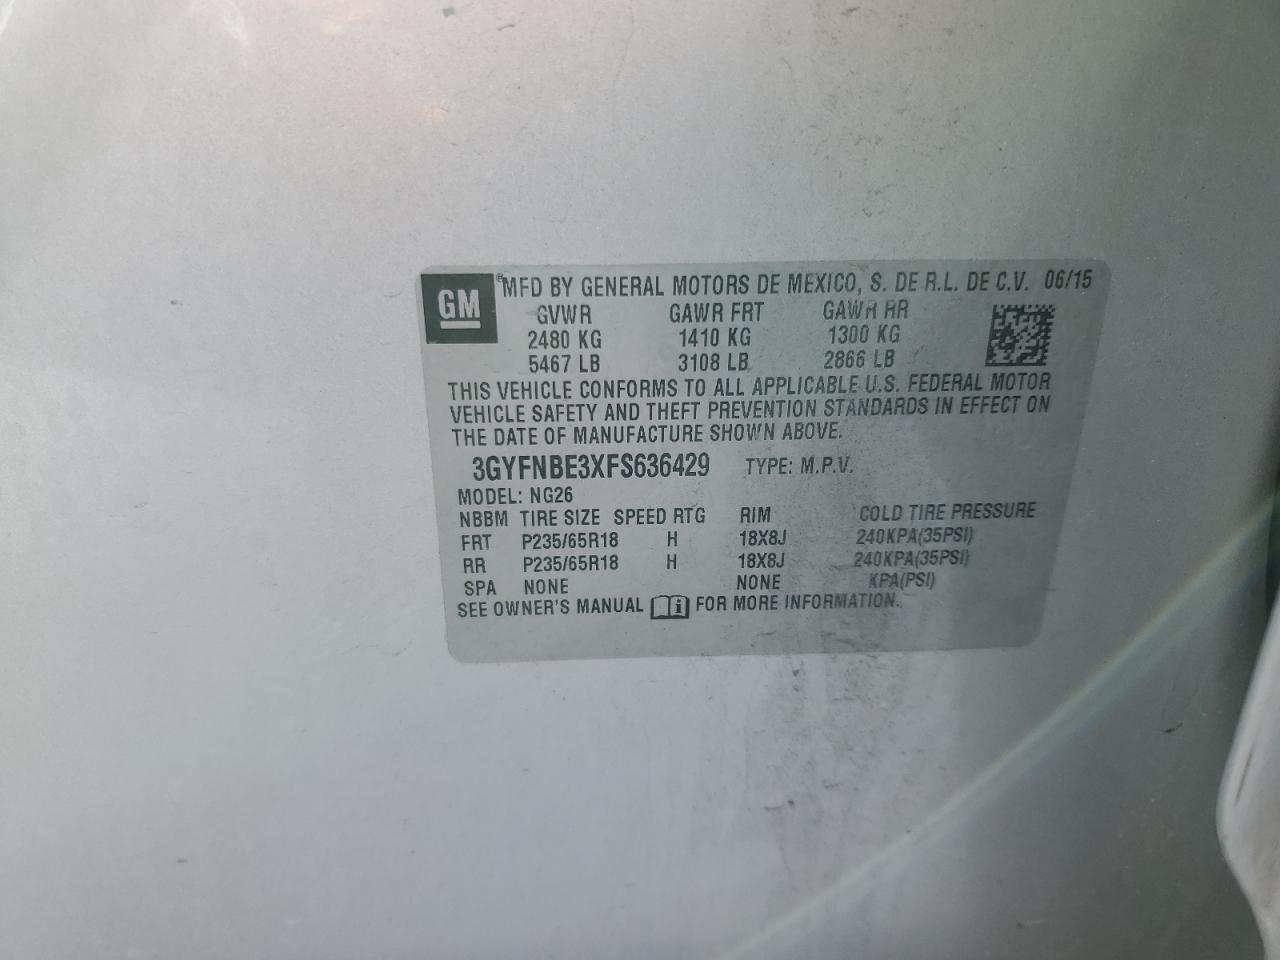 GM ® MFD BY GENERAL MOTORS DE MEXICO, S. DE R.L. DE C.V. 06/15
GVWR GAWR FRT GAWR RR
2480 KG 1410 KG 1300 KG
5467 LB 3108 LB 2866 LB
THIS VEHICLE CONFORMS TO ALL APPLICABLE U.S. FEDERAL MOTOR
VEHICLE SAFETY AND THEFT PREVENTION STANDARDS IN EFFECT ON
THE DATE OF MANUFACTURE SHOWN ABOVE.
3GYFNBE3XFS636429 TYPE: M.P.V.
MODEL: NG26
NBBM TIRE SIZE SPEED RTG RIM COLD TIRE PRESSURE
FRT P235/65R18 H 18X8J 240KPA(35PSI)
RR P235/65R18 H 18X8J 240KPA(35PSI)
SPA NONE NONE KPA(PSI)
SEE OWNER'S MANUAL i FOR MORE INFORMATION.